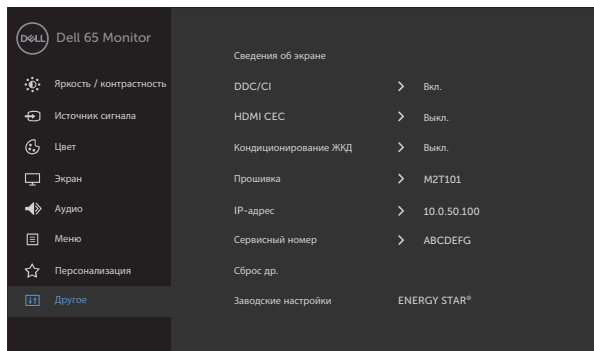 DELL Dell 65 Monitor
Сведения об экране
Яркость / контрастность DDC/CI Вкл.
Источник сигнала HDMI CEC Выкл.
Цвет Кондиционирование ЖКД Выкл.
Экран Прошивка M2T101
Аудио IP-адрес 10.0.50.100
Меню Сервисный номер ABCDEFG
Персонализация Сброс др.
Другое Заводские настройки ENERGY STAR®